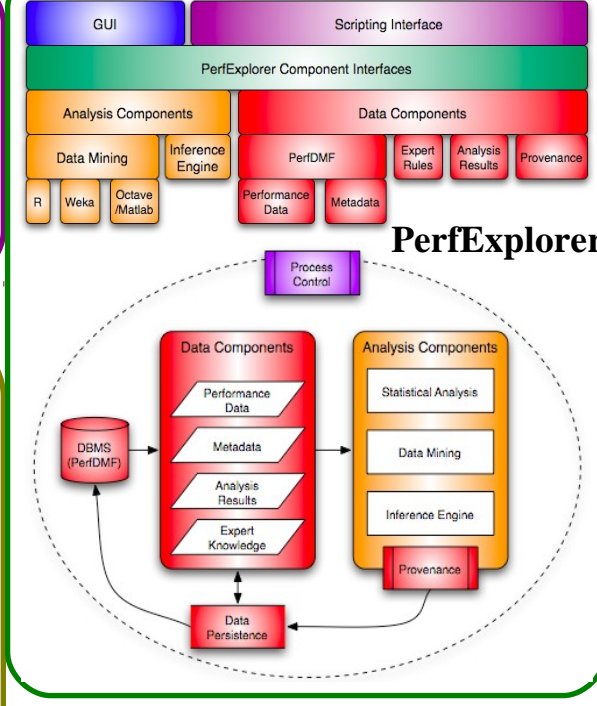 GUI
Scripting Interface
PerfExplorer Component Interfaces
Analysis Components
Data Components
Data Mining
Inference
Engine
PerfDMF
Expert
Rules
Analysis
Results
Provenance
R
Weka
Octave
/Matlab
Performance
Data
Metadata
PerfExplorer
Process
Control
Data Components
Analysis Components
Performance
Data
Statistical Analysis
DBMS
(PerfDMF)
Metadata
Data Mining
Analysis
Results
Inference Engine
Expert
Knowledge
Provenance
Data
Persistence